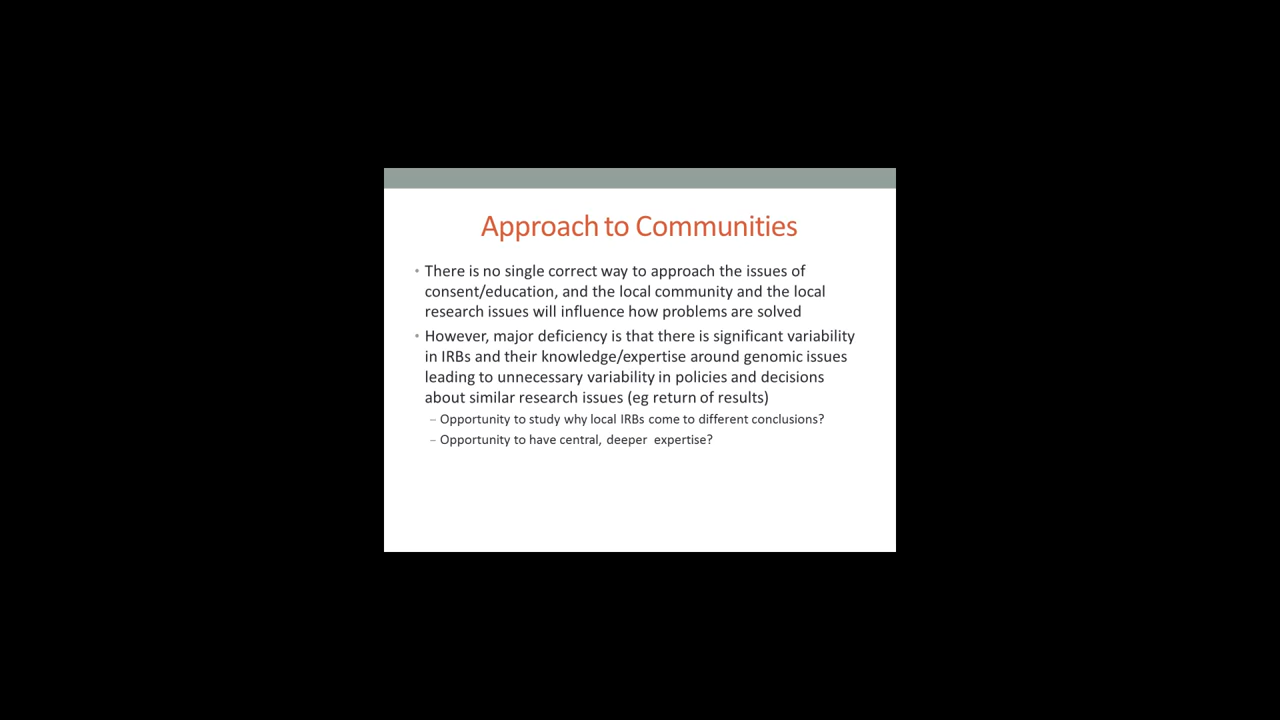 Approach to Communities
• There is no single correct way to approach the issues of
consent/education, and the local community and the local
research issues will influence how problems are solved
• However, major deficiency is that there is significant variability
in IRBs and their knowledge/expertise around genomic issues
leading to unnecessary variability in policies and decisions
about similar research issues (eg return of results)
– Opportunity to study why local IRBs come to different conclusions?
– Opportunity to have central, deeper  expertise?